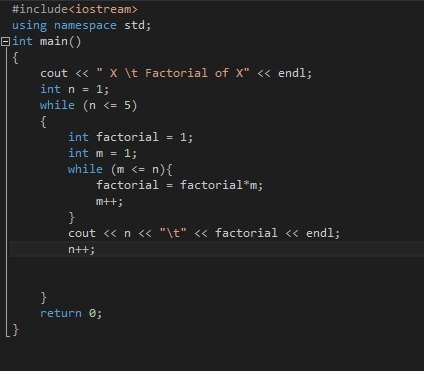 #include<iostream>
using namespace std;
int main()
{
cout << " X \t Factorial of X" << endl;
int n = 1;
while (n <= 5)
{
int factorial = 1;
int m = 1;
while (m <= n){
factorial = factorial*m;
m++;
}
cout << n << "\t" << factorial << endl;
n++;
}
return 0;
}